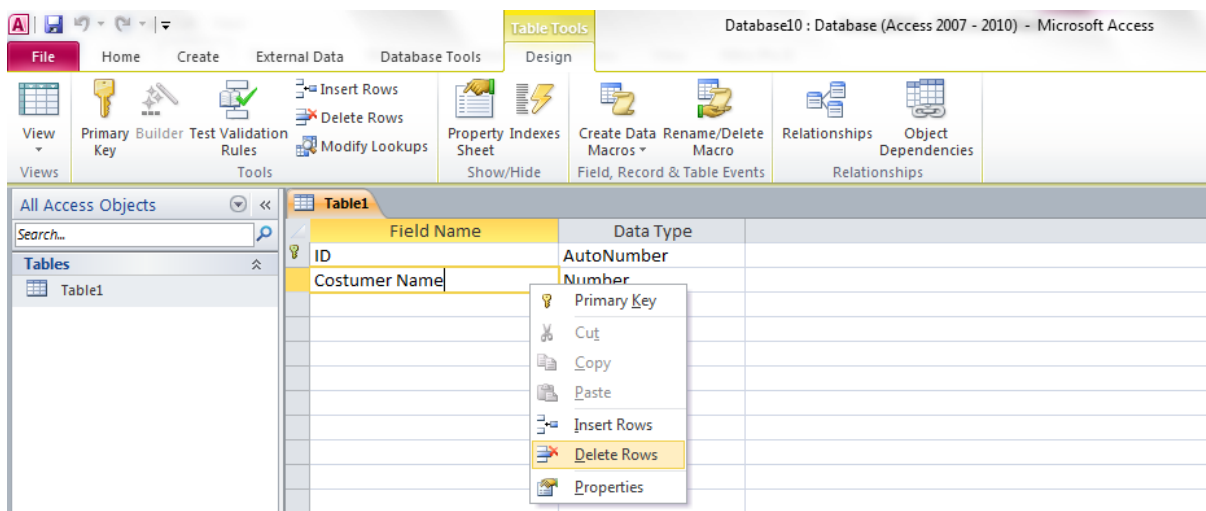 A
Table Tools
Database10 : Database (Access 2007 - 2010) - Microsoft Access
File Home Create External Data Database Tools Design
View
Views
Primary Key
Builder
Test Validation Rules
Insert Rows
Delete Rows
Modify Lookups
Tools
Property Sheet
Indexes
Show/Hide
Create Data Macros
Rename/Delete Macro
Field, Record & Table Events
Relationships
Object Dependencies
Relationships
All Access Objects
Search...
Tables
Table1
Table1
Field Name Data Type
ID AutoNumber
Costumer Name Number
Primary Key
Cut
Copy
Paste
Insert Rows
Delete Rows
Properties